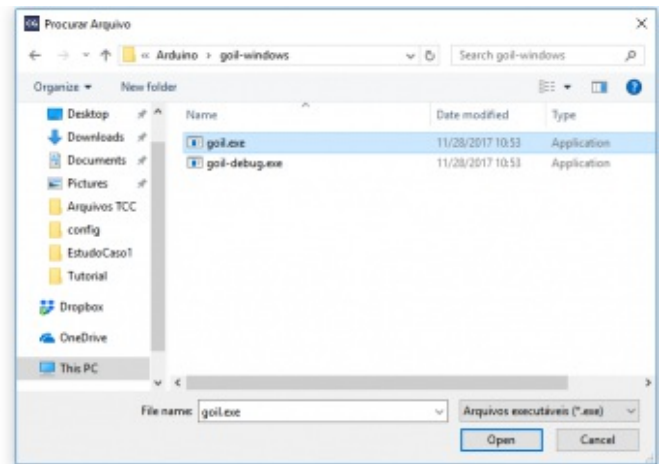 CG Procurar Arquivo
« Arduino › goil-windows
Search goil-windows
Organize
New folder
Name
Date modified
Type
Desktop
Downloads
Documents
Pictures
Arquivos TCC
config
EstudoCaso1
Tutorial
Dropbox
OneDrive
This PC
goil.exe 11/28/2017 10:53 Application
goil-debug.exe 11/28/2017 10:53 Application
File name: goil.exe
Arquivos executáveis (*.exe)
Open
Cancel